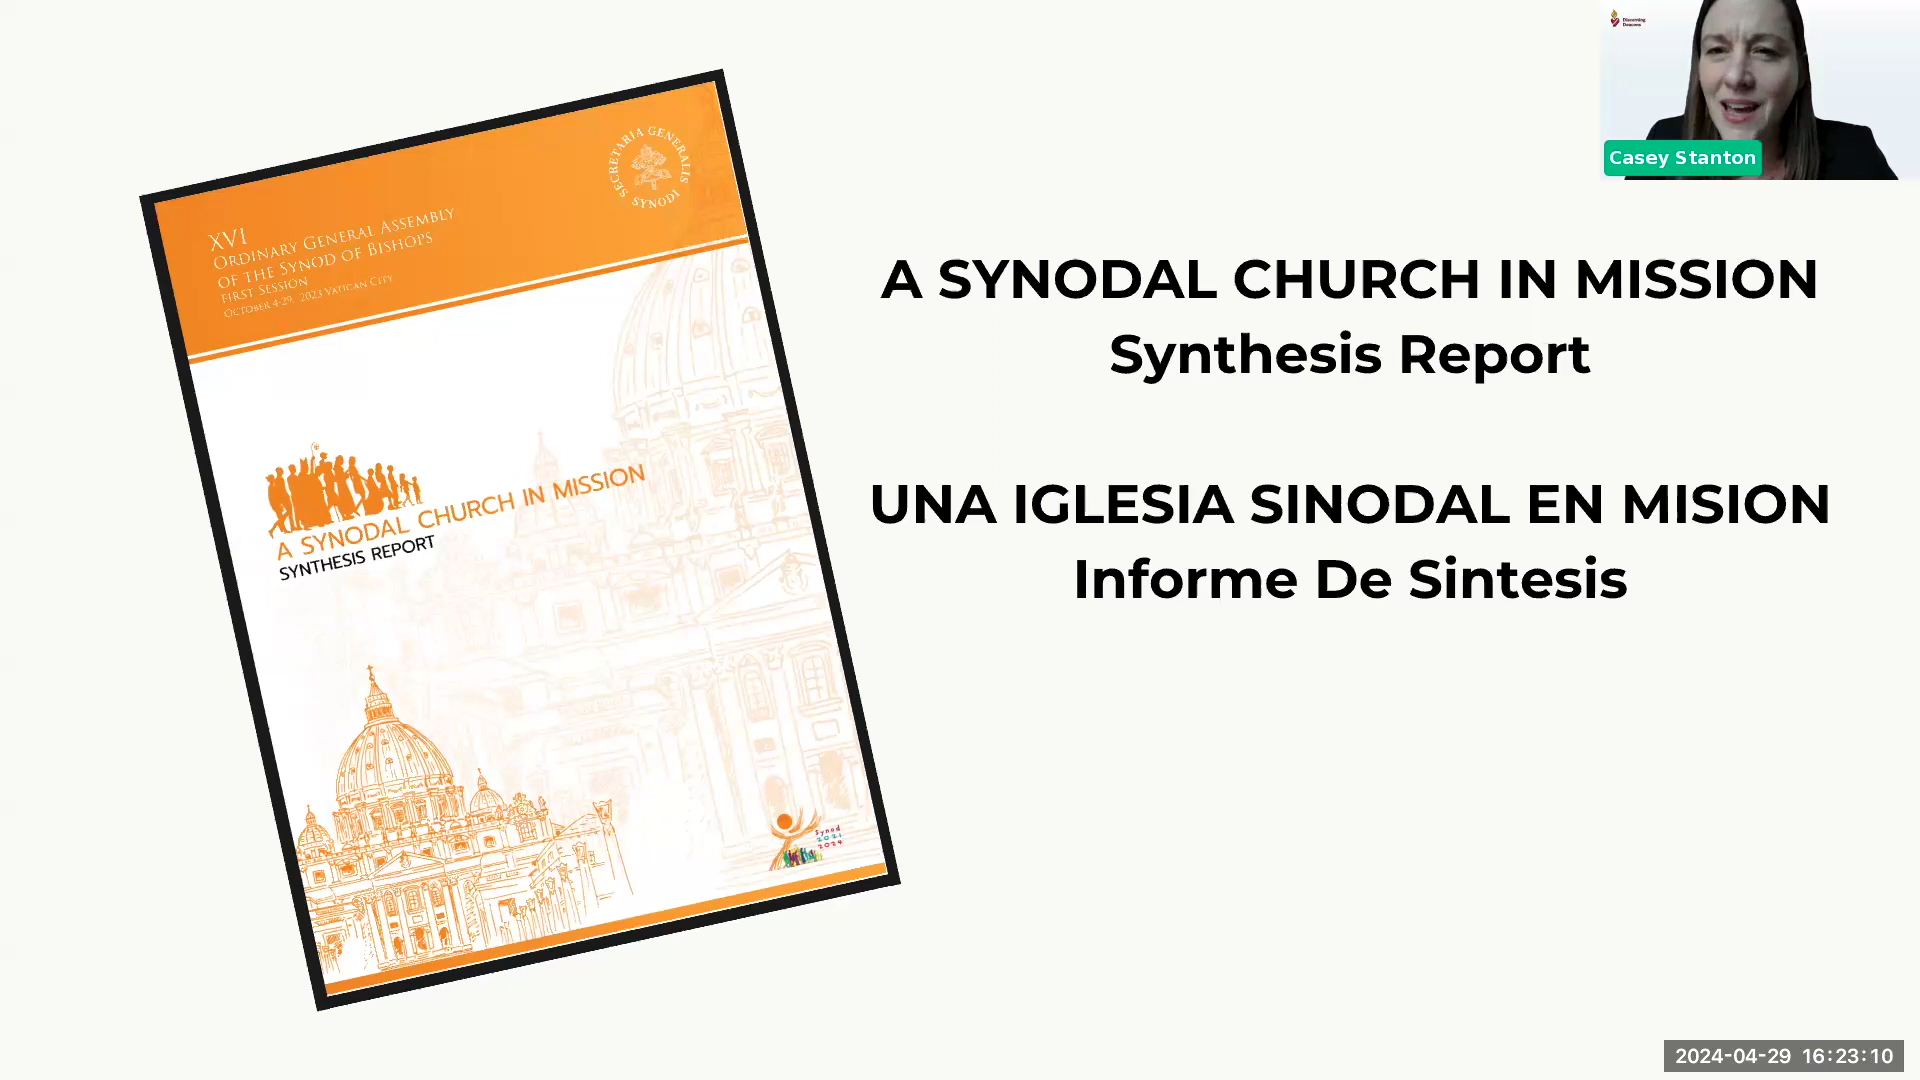 Discerning
Deacons
Casey Stanton
XVI
ORDINARY GENERAL ASSEMBLY
OF THE SYNOD OF BISHOPS
FIRST SESSION
OCTOBER 4-29, 2023 VATICAN CITY
SECRETARIA GENERALIS
SYNODI
A SYNODAL CHURCH IN MISSION
SYNTHESIS REPORT
Synod
2021
2024
A SYNODAL CHURCH IN MISSION
Synthesis Report
UNA IGLESIA SINODAL EN MISION
Informe De Sintesis
2024-04-29 16:23:10